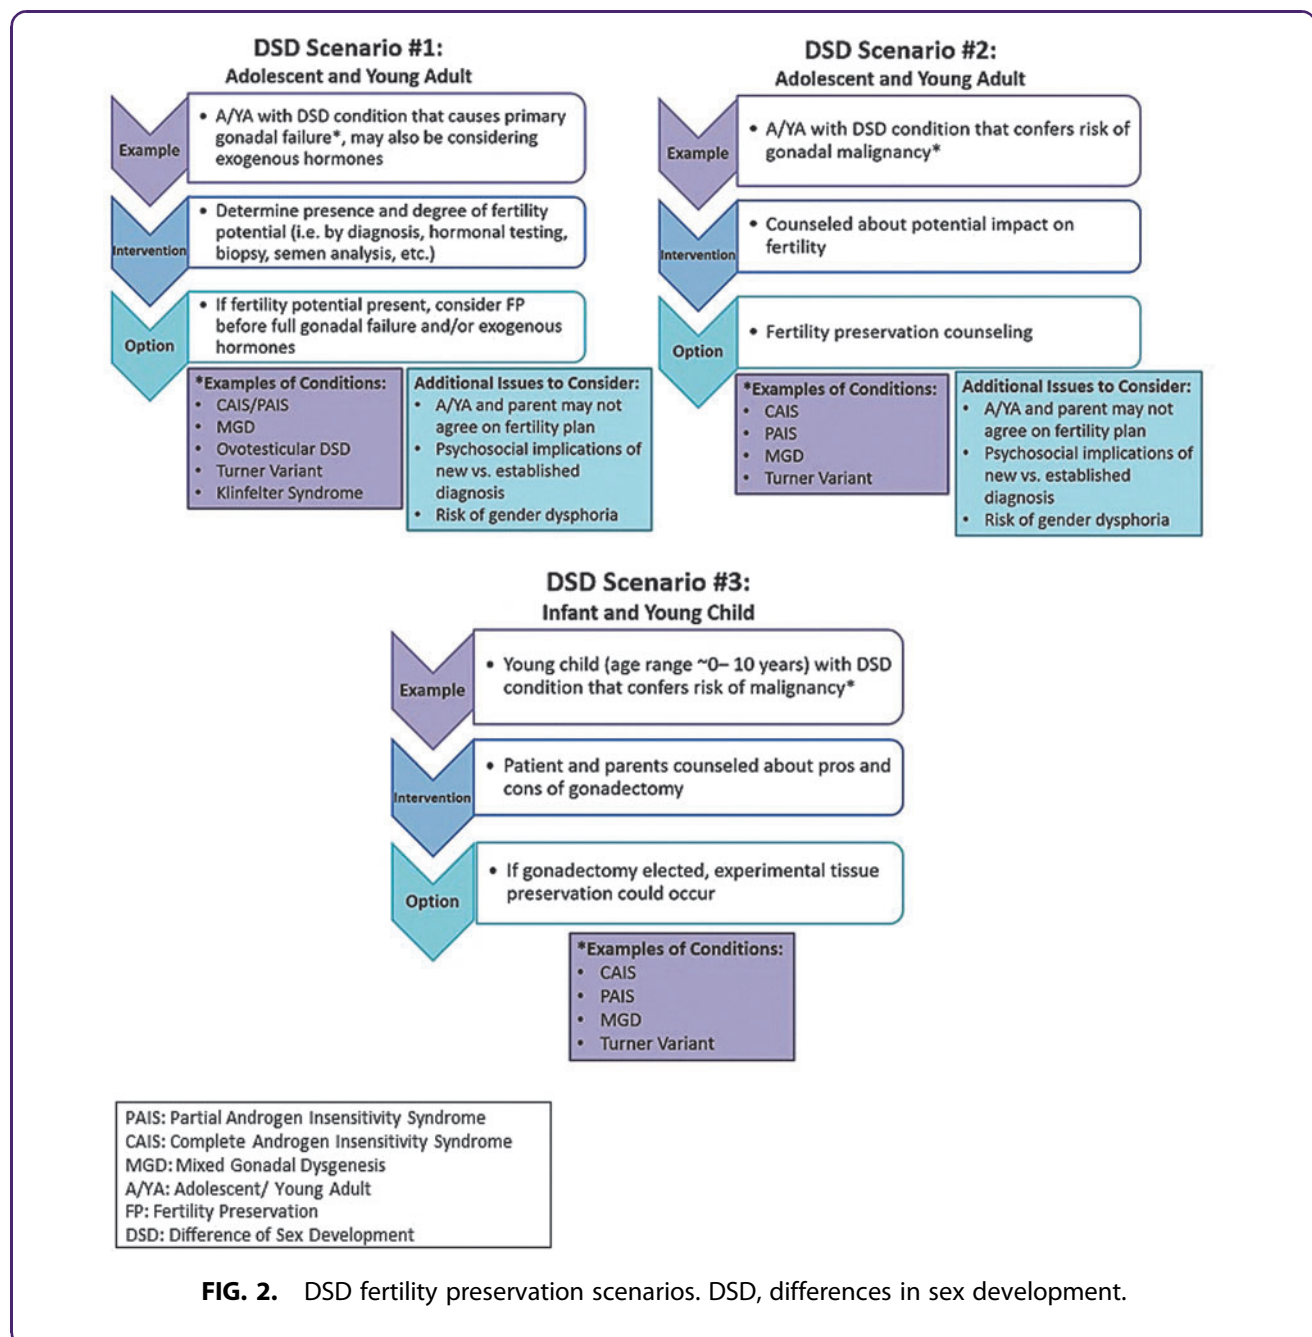 DSD Scenario #1:
Adolescent and Young Adult
Example
• A/YA with DSD condition that causes primary
gonadal failure*, may also be considering
exogenous hormones
Intervention
• Determine presence and degree of fertility
potential (i.e. by diagnosis, hormonal testing,
biopsy, semen analysis, etc.)
Option
• If fertility potential present, consider FP
before full gonadal failure and/or exogenous
hormones
*Examples of Conditions:
• CAIS/PAIS
• MGD
• Ovotesticular DSD
• Turner Variant
• Klinfelter Syndrome
Additional Issues to Consider:
• A/YA and parent may not
agree on fertility plan
• Psychosocial implications of
new vs. established
diagnosis
• Risk of gender dysphoria
DSD Scenario #2:
Adolescent and Young Adult
Example
• A/YA with DSD condition that confers risk of
gonadal malignancy*
Intervention
• Counseled about potential impact on
fertility
Option
• Fertility preservation counseling
*Examples of Conditions:
• CAIS
• PAIS
• MGD
• Turner Variant
Additional Issues to Consider:
• A/YA and parent may not
agree on fertility plan
• Psychosocial implications of
new vs. established
diagnosis
• Risk of gender dysphoria
DSD Scenario #3:
Infant and Young Child
Example
• Young child (age range ~0– 10 years) with DSD
condition that confers risk of malignancy*
Intervention
• Patient and parents counseled about pros and
cons of gonadectomy
Option
• If gonadectomy elected, experimental tissue
preservation could occur
*Examples of Conditions:
• CAIS
• PAIS
• MGD
• Turner Variant
PAIS: Partial Androgen Insensitivity Syndrome
CAIS: Complete Androgen Insensitivity Syndrome
MGD: Mixed Gonadal Dysgenesis
A/YA: Adolescent/ Young Adult
FP: Fertility Preservation
DSD: Difference of Sex Development
FIG. 2. DSD fertility preservation scenarios. DSD, differences in sex development.